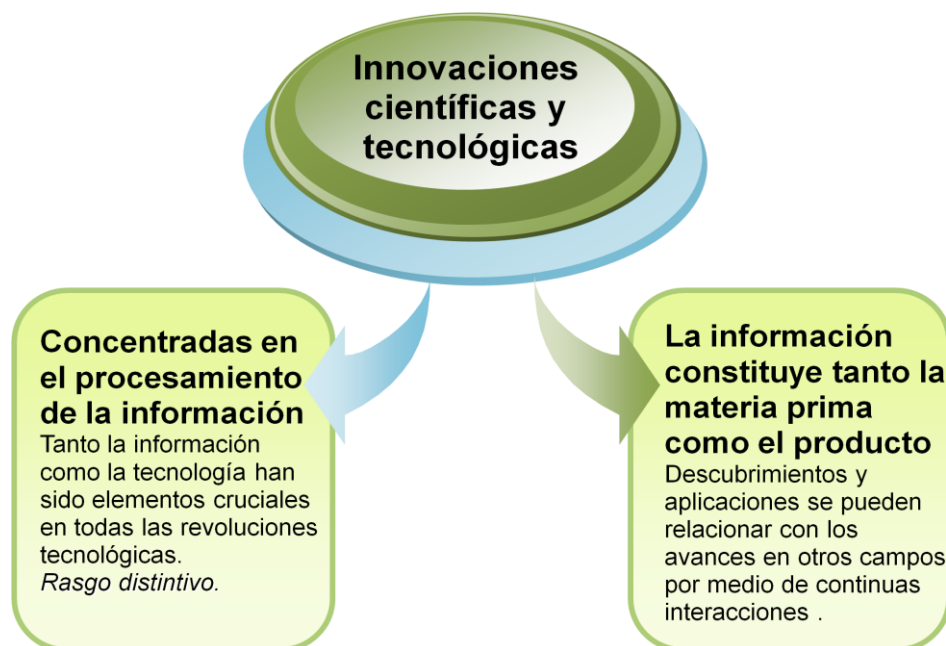 Innovaciones
científicas y
tecnológicas
Concentradas en
el procesamiento
de la información
Tanto la información
como la tecnología han
sido elementos cruciales
en todas las revoluciones
tecnológicas.
Rasgo distintivo.
La información
constituye tanto la
materia prima
como el producto
Descubrimientos y
aplicaciones se pueden
relacionar con los
avances en otros campos
por medio de continuas
interacciones .